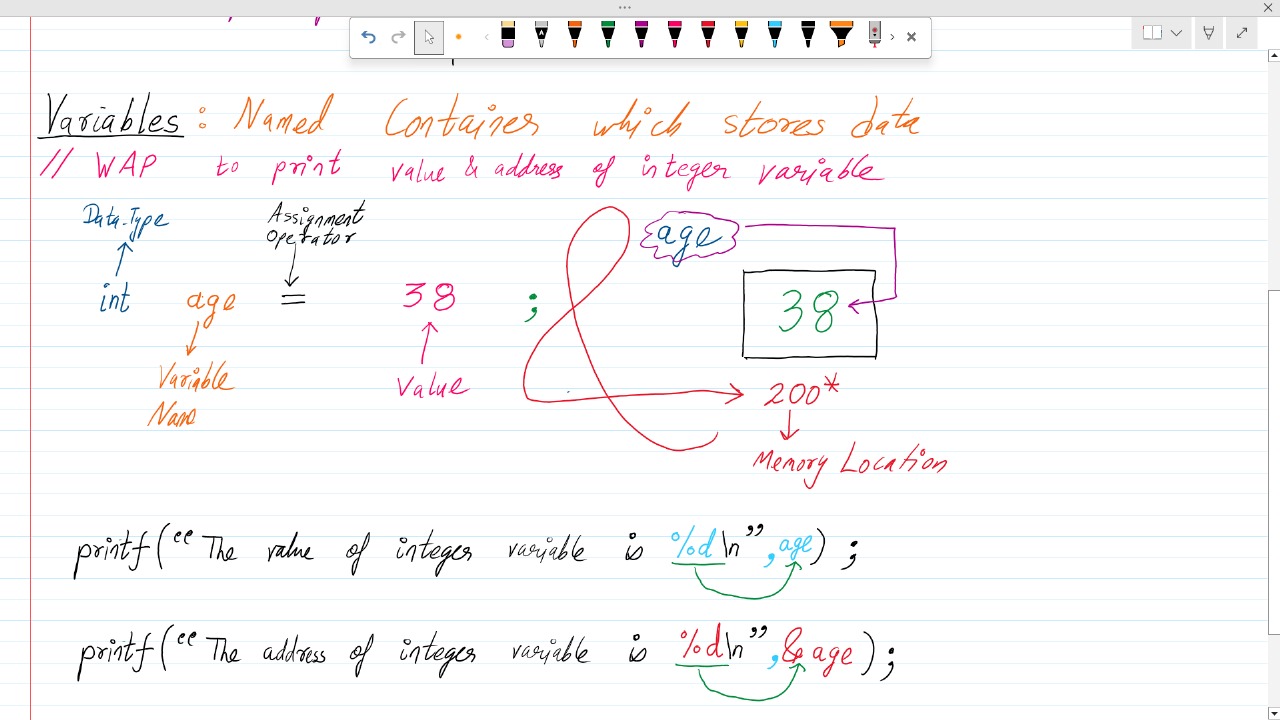 Variables : Named Container which stores data
// WAP to print value & address of integer variable
Data-Type
Assignment
Operator
age
int age = 38 ;
38
Variable
Name
Value
200*
Memory Location
printf("The value of integer variable is %d\n",age);
printf("The address of integer variable is %d\n",&age);